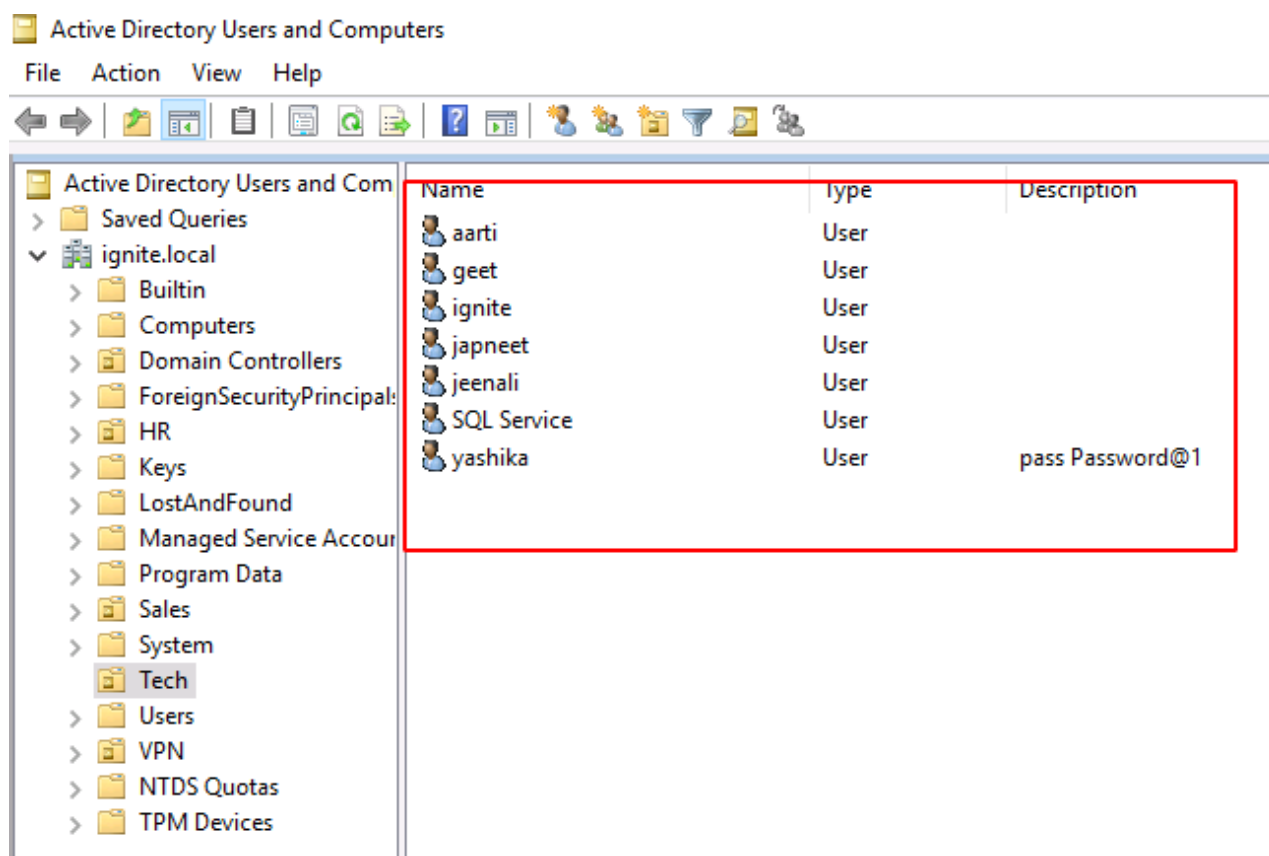 Active Directory Users and Computers
File Action View Help
Active Directory Users and Com
Saved Queries
ignite.local
Builtin
Computers
Domain Controllers
ForeignSecurityPrincipals
HR
Keys
LostAndFound
Managed Service Accour
Program Data
Sales
System
Tech
Users
VPN
NTDS Quotas
TPM Devices
Name Type Description
aarti User
geet User
ignite User
japneet User
jeenali User
SQL Service User
yashika User pass Password@1